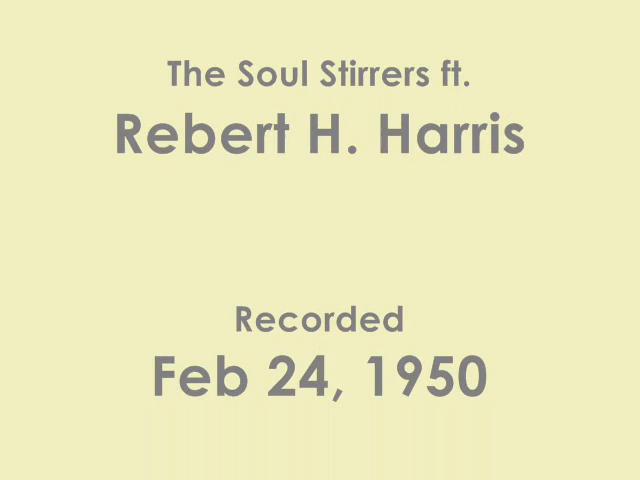 The Soul Stirrers ft.
Rebert H. Harris
Recorded
Feb 24, 1950